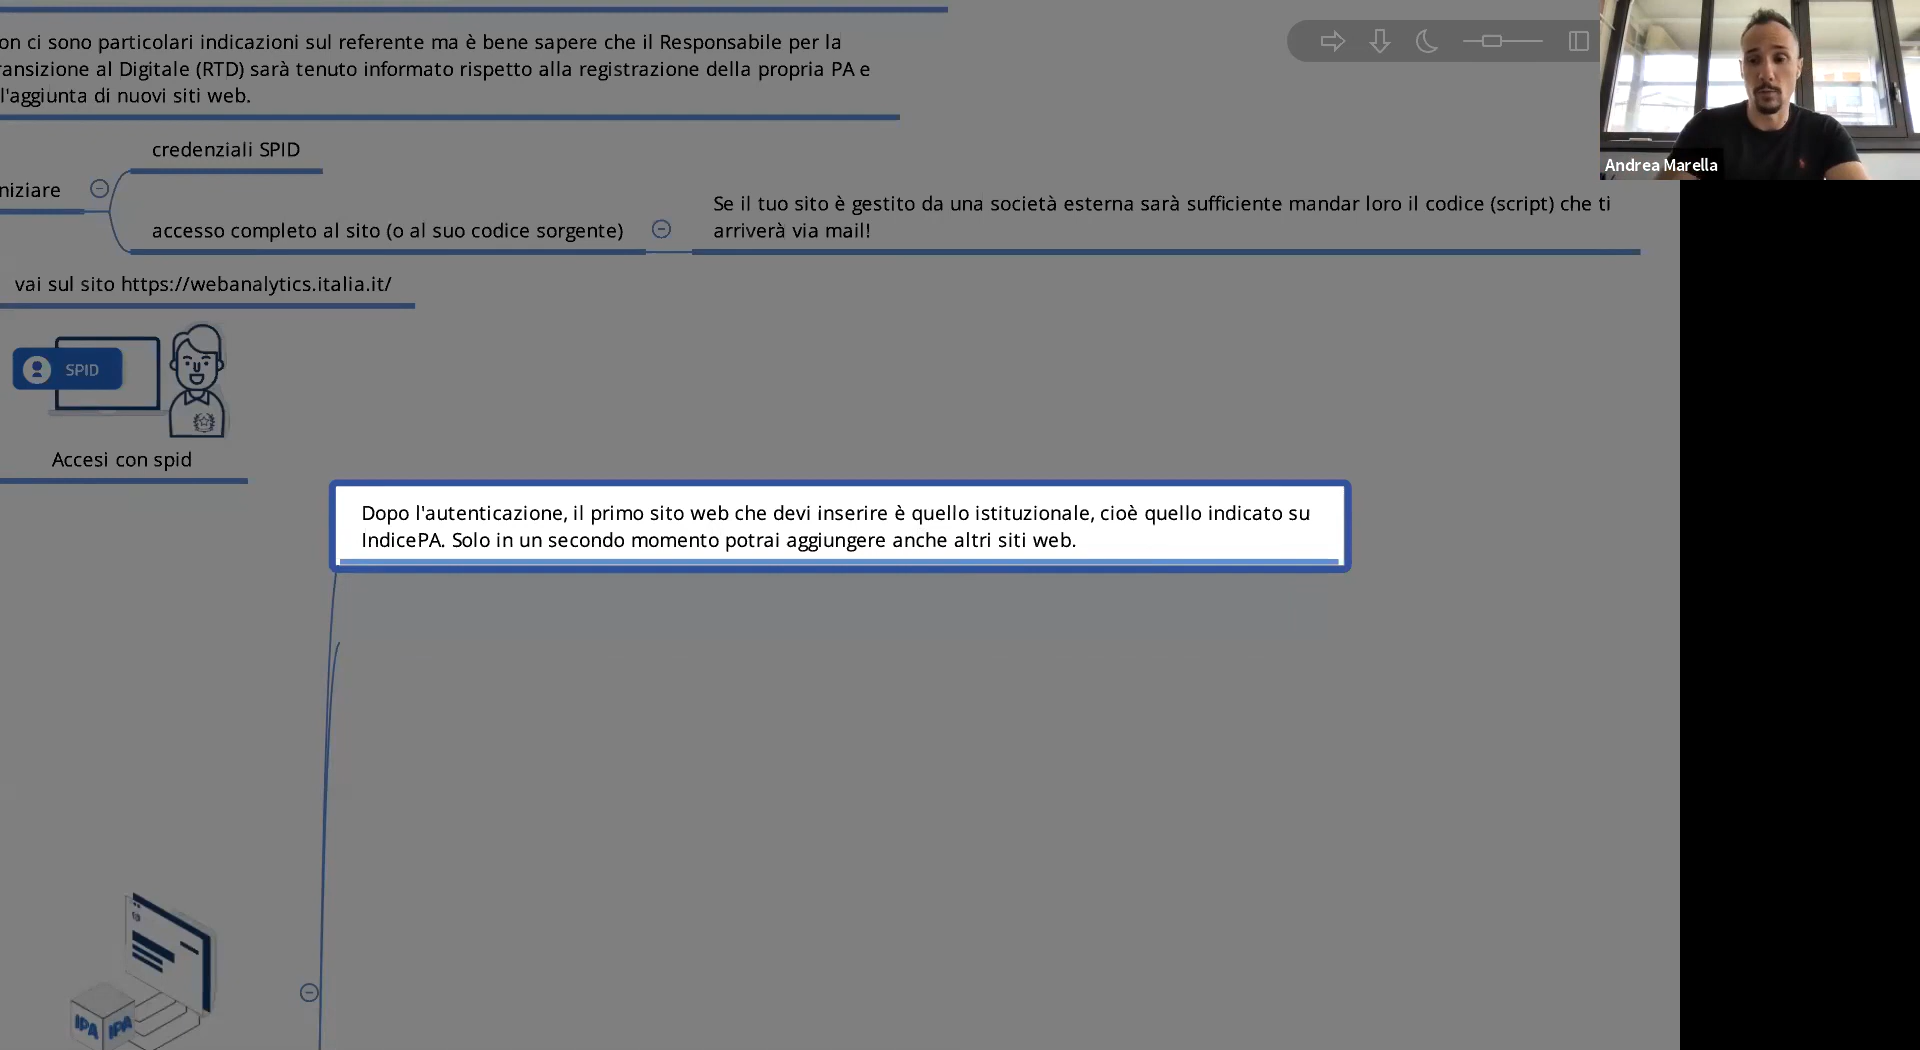 on ci sono particolari indicazioni sul referente ma è bene sapere che il Responsabile per la
ransizione al Digitale (RTD) sarà tenuto informato rispetto alla registrazione della propria PA e
l'aggiunta di nuovi siti web.
credenziali SPID
niziare
accesso completo al sito (o al suo codice sorgente)
Se il tuo sito è gestito da una società esterna sarà sufficiente mandar loro il codice (script) che ti
arriverà via mail!
Andrea Marella
vai sul sito https://webanalytics.italia.it/
SPID
Accesi con spid
Dopo l'autenticazione, il primo sito web che devi inserire è quello istituzionale, cioè quello indicato su
IndicePA. Solo in un secondo momento potrai aggiungere anche altri siti web.
IPA IPA